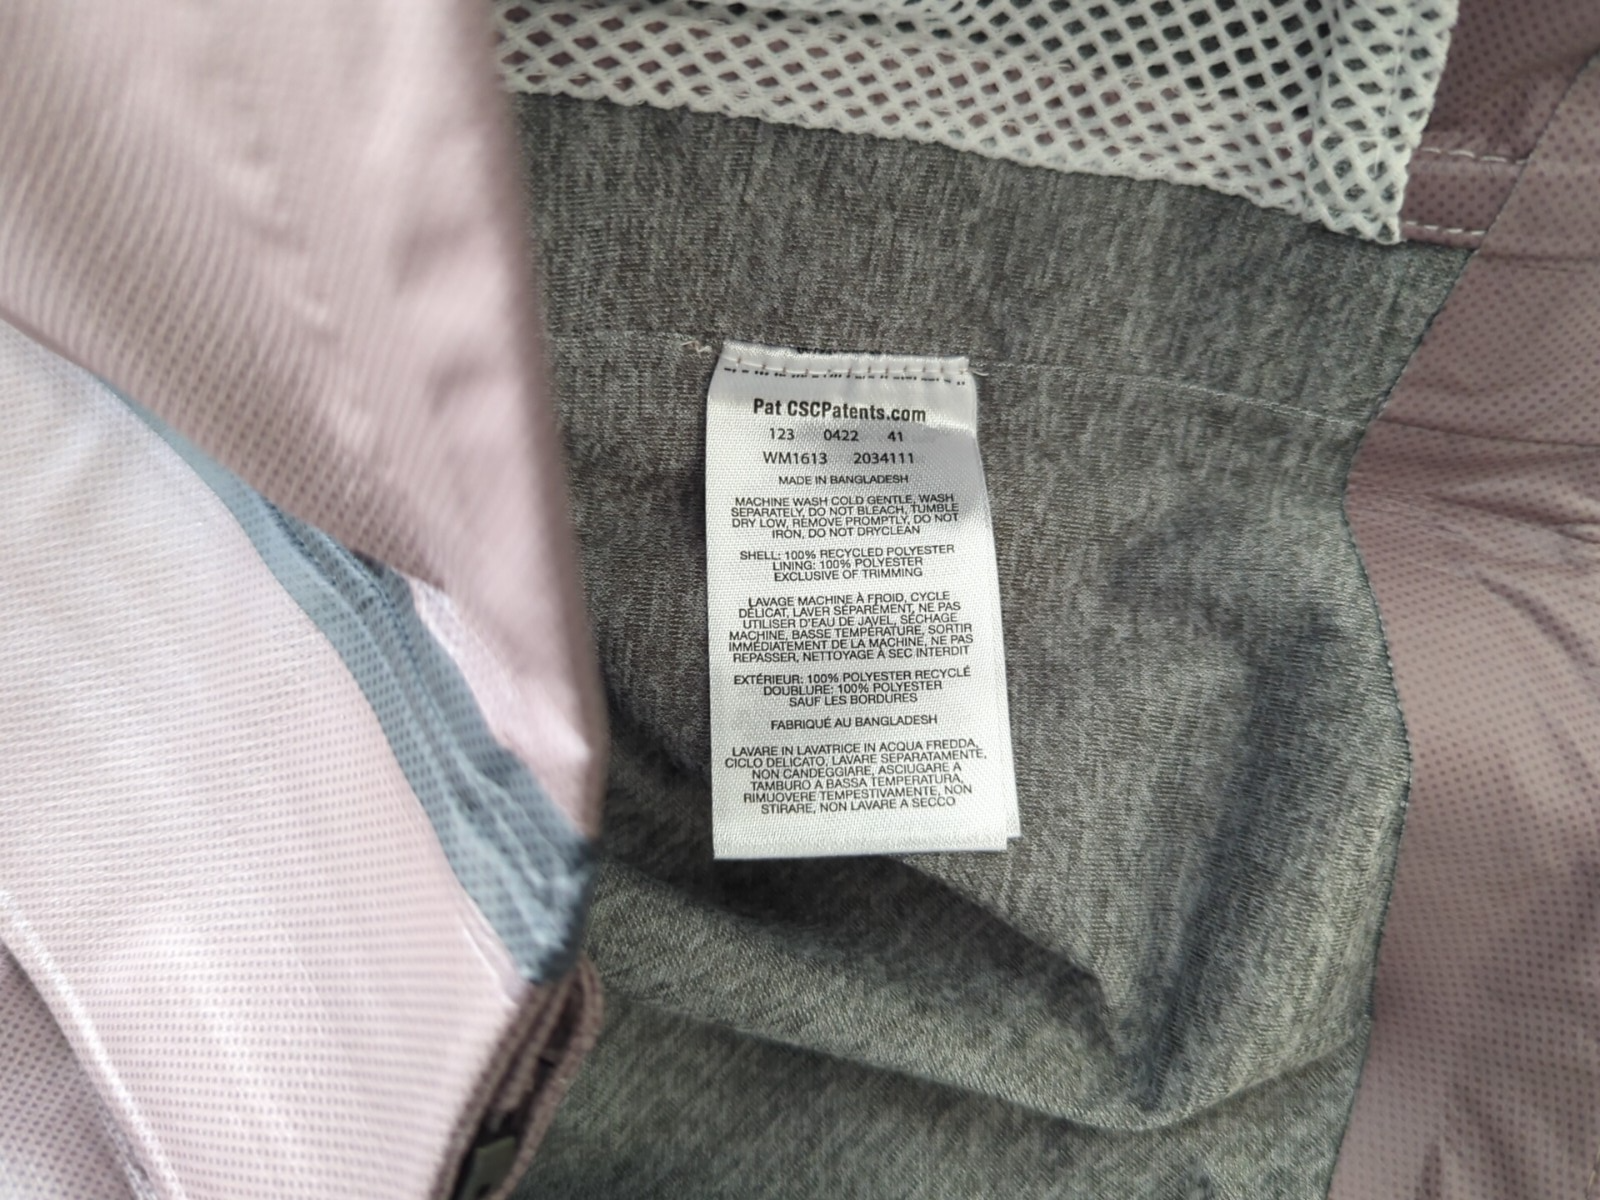 Pat CSCPatents.com
123 0422 41
WM1613 2034111
MADE IN BANGLADESH
MACHINE WASH COLD GENTLE, WASH
SEPARATELY, DO NOT BLEACH, TUMBLE
DRY LOW, REMOVE PROMPTLY, DO NOT
IRON, DO NOT DRYCLEAN
SHELL: 100% RECYCLED POLYESTER
LINING: 100% POLYESTER
EXCLUSIVE OF TRIMMING
LAVAGE MACHINE À FROID, CYCLE
DÉLICAT, LAVER SÉPARÉMENT, NE PAS
UTILISER D'EAU DE JAVEL, SÉCHAGE
MACHINE, BASSE TEMPÉRATURE, SORTIR
IMMÉDIATEMENT DE LA MACHINE, NE PAS
REPASSER, NETTOYAGE À SEC INTERDIT
EXTÉRIEUR: 100% POLYESTER RECYCLÉ
DOUBLURE: 100% POLYESTER
SAUF LES BORDURES
FABRIQUÉ AU BANGLADESH
LAVARE IN LAVATRICE IN ACQUA FREDDA,
CICLO DELICATO, LAVARE SEPARATAMENTE,
NON CANDEGGIARE, ASCIUGARE A
TAMBURO A BASSA TEMPERATURA,
RIMUOVERE TEMPESTIVAMENTE, NON
STIRARE, NON LAVARE A SECCO